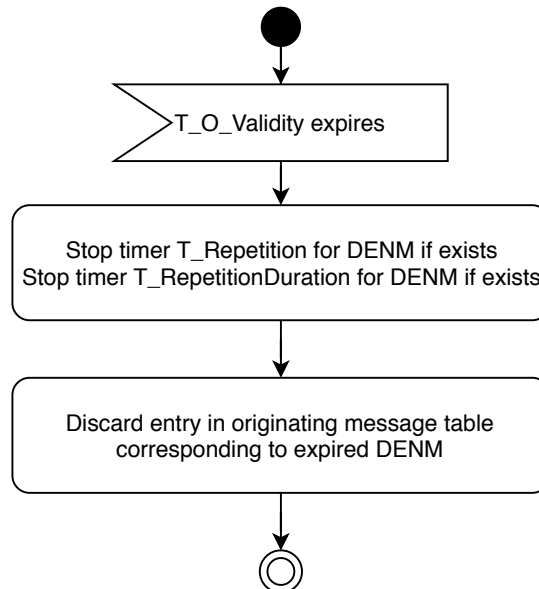 T_O_Validity expires
Stop timer T_Repetition for DENM if exists
Stop timer T_RepetitionDuration for DENM if exists
Discard entry in originating message table
corresponding to expired DENM